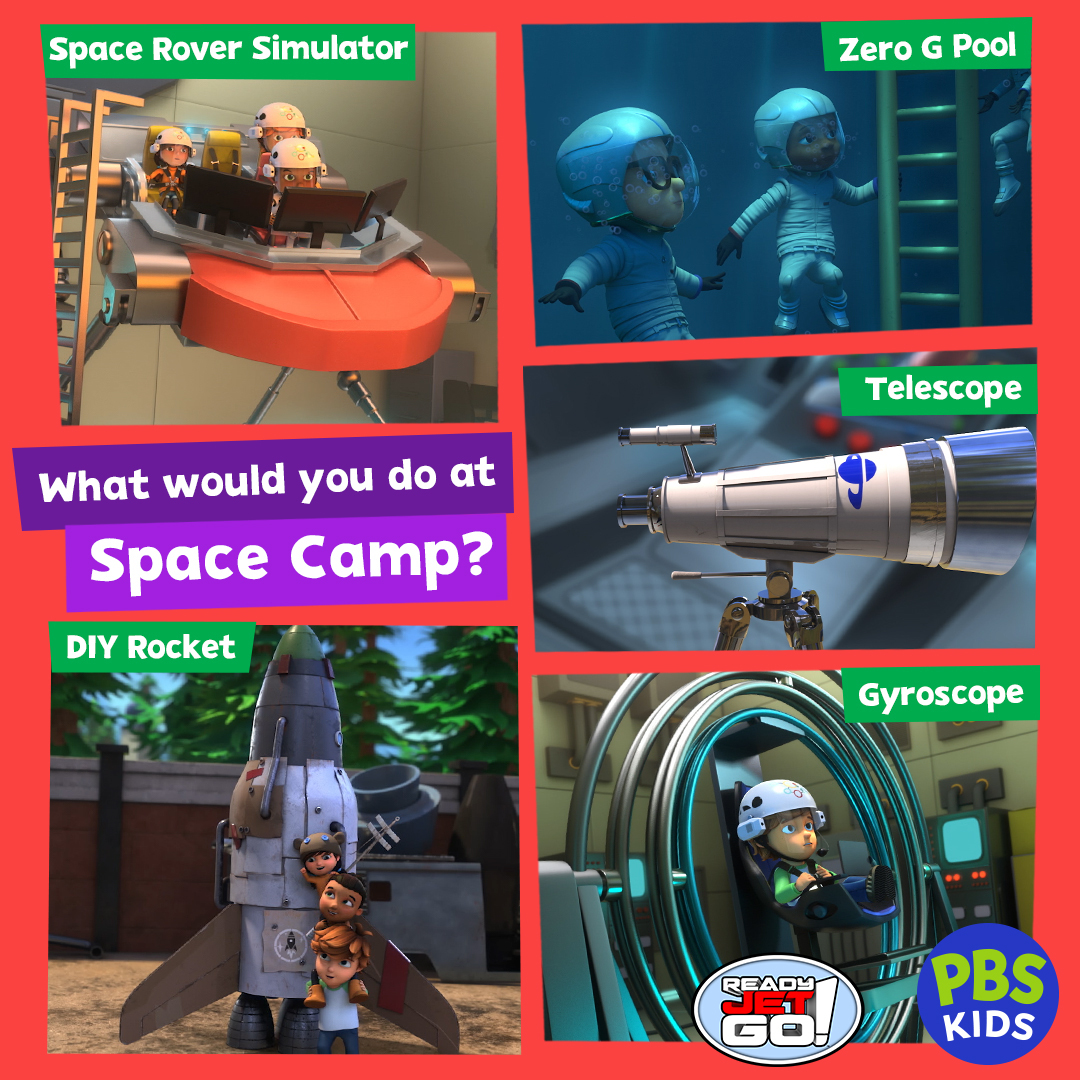 Space Rover Simulator
Zero G Pool
Telescope
What would you do at
Space Camp?
DIY Rocket
Gyroscope
READY
JET
GO!
PBS
KIDS